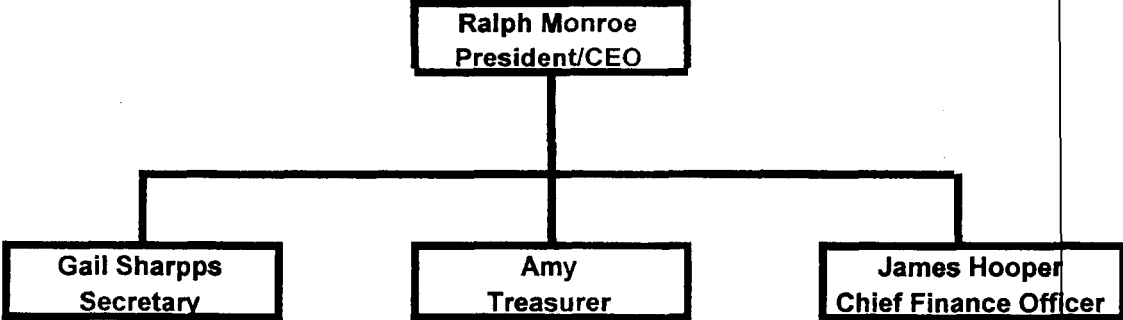 Ralph Monroe
President/CEO
Gail Sharpps
Secretary
Amy
Treasurer
James Hooper
Chief Finance Officer